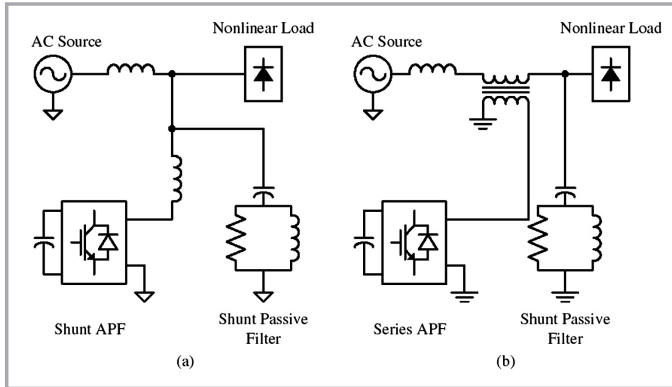 Nonlinear Load
AC Source
Shunt APF
Shunt Passive
Filter
(a)
Nonlinear Load
AC Source
Series APF
Shunt Passive
Filter
(b)